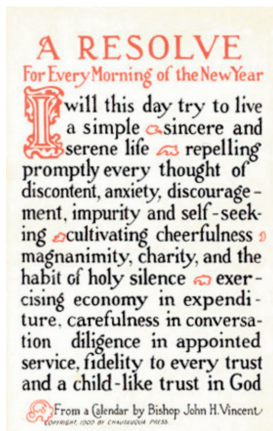 A RESOLVE
For Every Morning of the New Year
I will this day try to live
a simple sincere and
serene life repelling
promptly every thought of
discontent, anxiety, discourage-
ment, impurity and self-seek-
ing cultivating cheerfulness
magnanimity, charity, and the
habit of holy silence exer-
cising economy in expendi-
ture, carefulness in conversa-
tion diligence in appointed
service, fidelity to every trust
and a child-like trust in God
From a Calendar by Bishop John H. Vincent
COPYRIGHT, 1900 BY CHAUTAUQUA PRESS